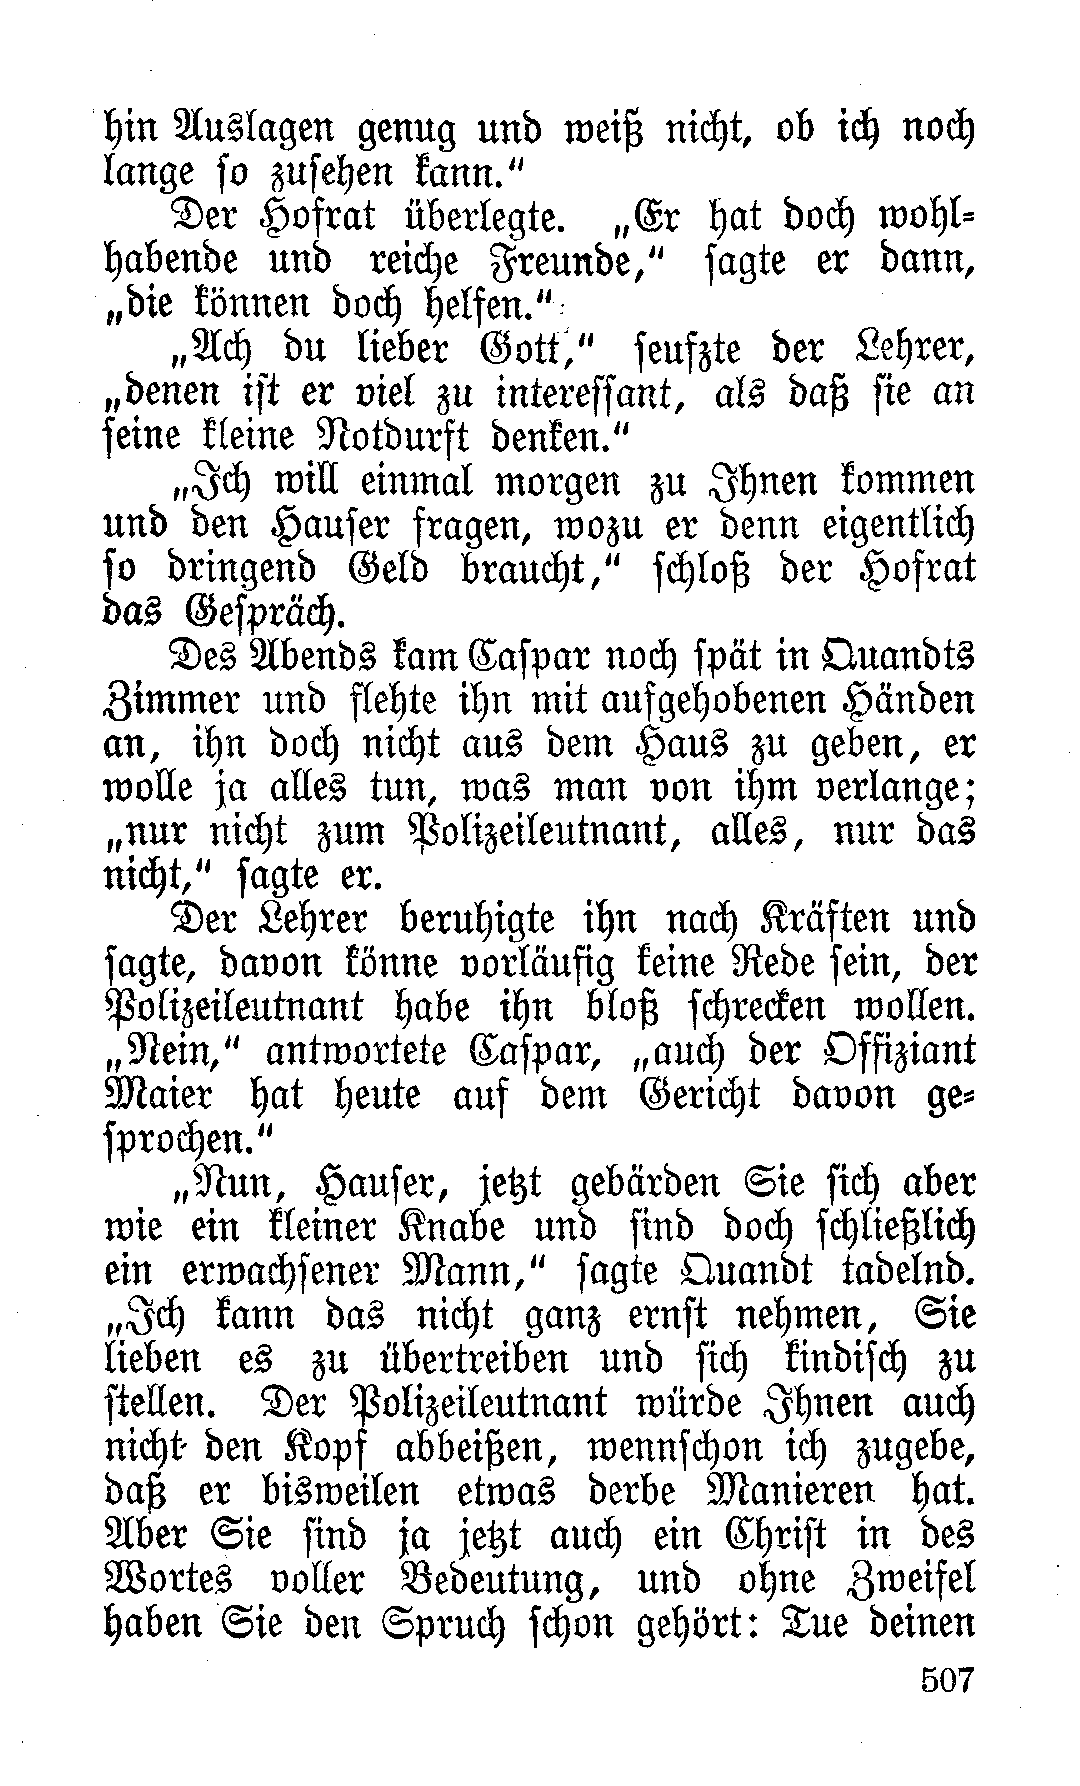 hin Auslagen genug und weiß nicht, ob ich noch
lange so zusehen kann.“
Der Hofrat überlegte. „Er hat doch wohl-
habende und reiche Freunde,“ sagte er dann,
„die können doch helfen.“
„Ach du lieber Gott,“ seufzte der Lehrer,
„denen ist er viel zu interessant, als daß sie an
seine kleine Notdurft denken.“
„Ich will einmal morgen zu Ihnen kommen
und den Hauser fragen, wozu er denn eigentlich
so dringend Geld braucht,“ schloß der Hofrat
das Gespräch.
Des Abends kam Caspar noch spät in Quandts
Zimmer und flehte ihn mit aufgehobenen Händen
an, ihn doch nicht aus dem Haus zu geben, er
wolle ja alles tun, was man von ihm verlange;
„nur nicht zum Polizeileutnant, alles, nur das
nicht,“ sagte er.
Der Lehrer beruhigte ihn nach Kräften und
sagte, davon könne vorläufig keine Rede sein, der
Polizeileutnant habe ihn bloß schrecken wollen.
„Nein,“ antwortete Caspar, „auch der Offiziant
Maier hat heute auf dem Gericht davon ge-
sprochen.“
„Nun, Hauser, jetzt gebärden Sie sich aber
wie ein kleiner Knabe und sind doch schließlich
ein erwachsener Mann,“ sagte Quandt tadelnd.
„Ich kann das nicht ganz ernst nehmen, Sie
lieben es zu übertreiben und sich kindisch zu
stellen. Der Polizeileutnant würde Ihnen auch
nicht den Kopf abbeißen, wennschon ich zugebe,
daß er bisweilen etwas derbe Manieren hat.
Aber Sie sind ja jetzt auch ein Christ in des
Wortes voller Bedeutung, und ohne Zweifel
haben Sie den Spruch schon gehört: Tue deinen
507